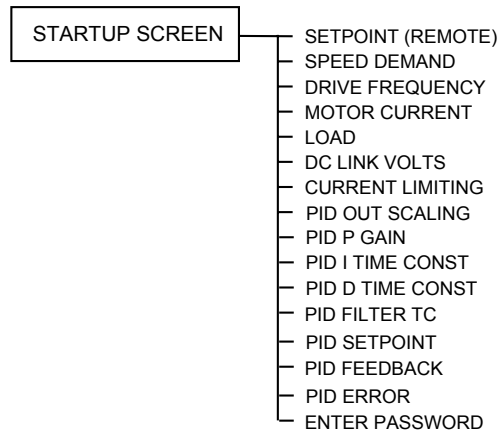 STARTUP SCREEN
SETPOINT (REMOTE)
SPEED DEMAND
DRIVE FREQUENCY
MOTOR CURRENT
LOAD
DC LINK VOLTS
CURRENT LIMITING
PID OUT SCALING
PID P GAIN
PID I TIME CONST
PID D TIME CONST
PID FILTER TC
PID SETPOINT
PID FEEDBACK
PID ERROR
ENTER PASSWORD